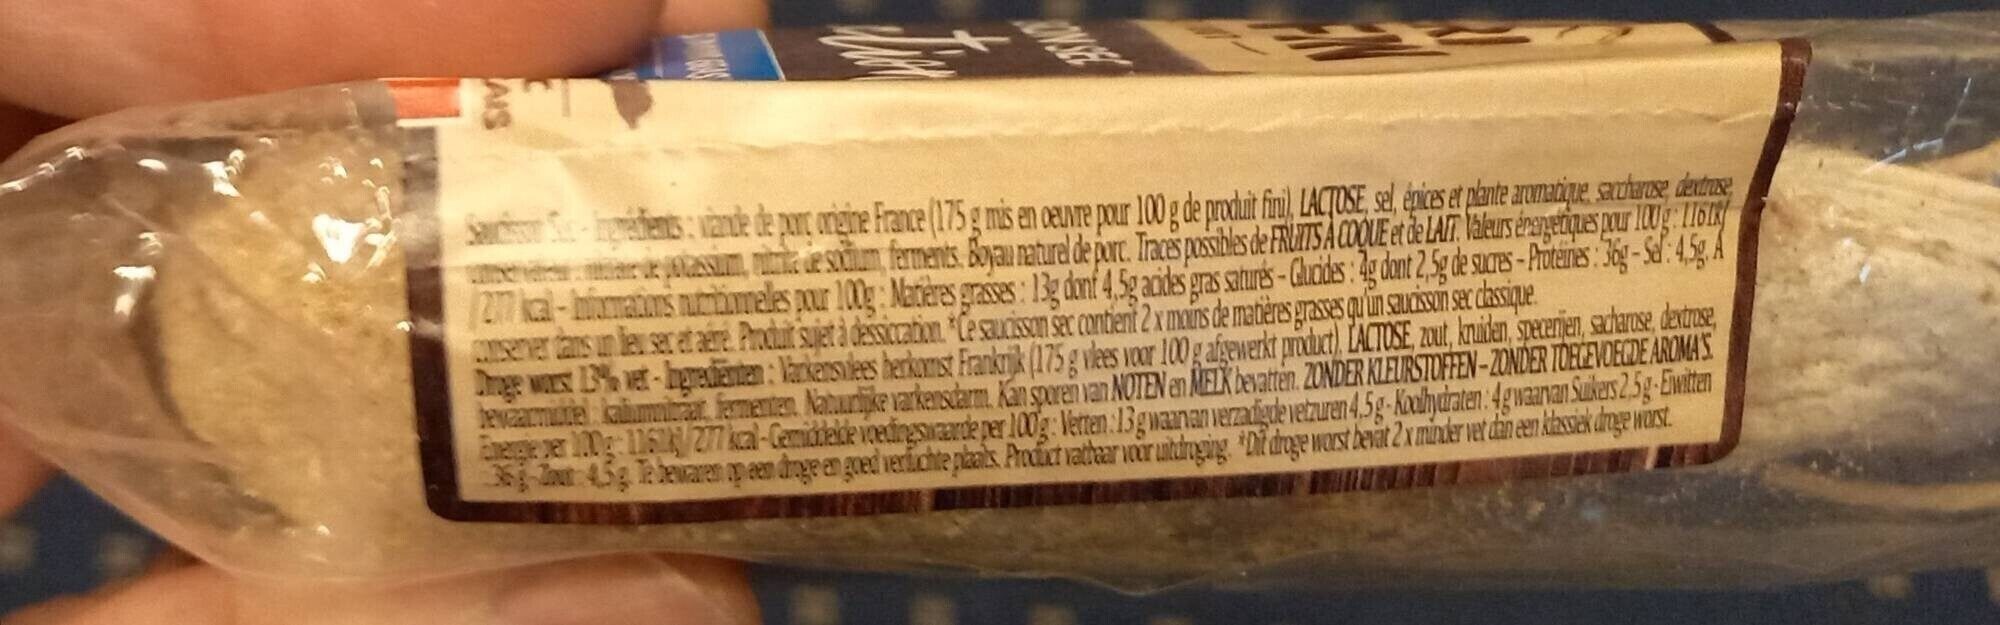 SON SEC
Saucisson Sec - Ingrédients : viande de porc origine France (175 g mis en oeuvre pour 100 g de produit fini), LACTOSE, sel, épices et plante aromatique, saccharose, dextrose,
conservateur : nitrate de potassium, nitrite de sodium, ferments. Boyau naturel de porc. Traces possibles de FRUITS À COQUE et de LAIT. Valeurs énergétiques pour 100g : 1161kJ
/277 kcal - Informations nutritionnelles pour 100g : Matières grasses : 13g dont 4,5g acides gras saturés - Glucides : 4g dont 2,5g de sucres - Protéines : 36g - Sel : 4,5g. À
conserver dans un lieu sec et aéré. Produit sujet à dessiccation. *Ce saucisson sec contient 2 x moins de matières grasses qu'un saucisson sec classique.
Droge worst 13% vet - Ingrediënten : Varkensvlees herkomst Frankrijk (175 g vlees voor 100 g afgewerkt product), LACTOSE, zout, kruiden, specerijen, sacharose, dextrose,
bewaarmiddel : kaliumnitraat, fermenten. Natuurlijke varkensdarm. Kan sporen van NOTEN en MELK bevatten. ZONDER KLEURSTOFFEN - ZONDER TOEGEVOEGDE AROMA'S.
Energie per 100g : 1161kJ/277 kcal - Gemiddelde voedingswaarde per 100g : Vetten : 13 g waarvan verzadigde vetzuren 4,5 g - Koolhydraten : 4 g waarvan Suikers 2,5 g - Eiwitten
36 g - Zout : 4,5 g. Te bewaren op een droge en goed verluchte plaats. Product vatbaar voor uitdroging. *Dit droge worst bevat 2 x minder vet dan een klassiek droge worst.